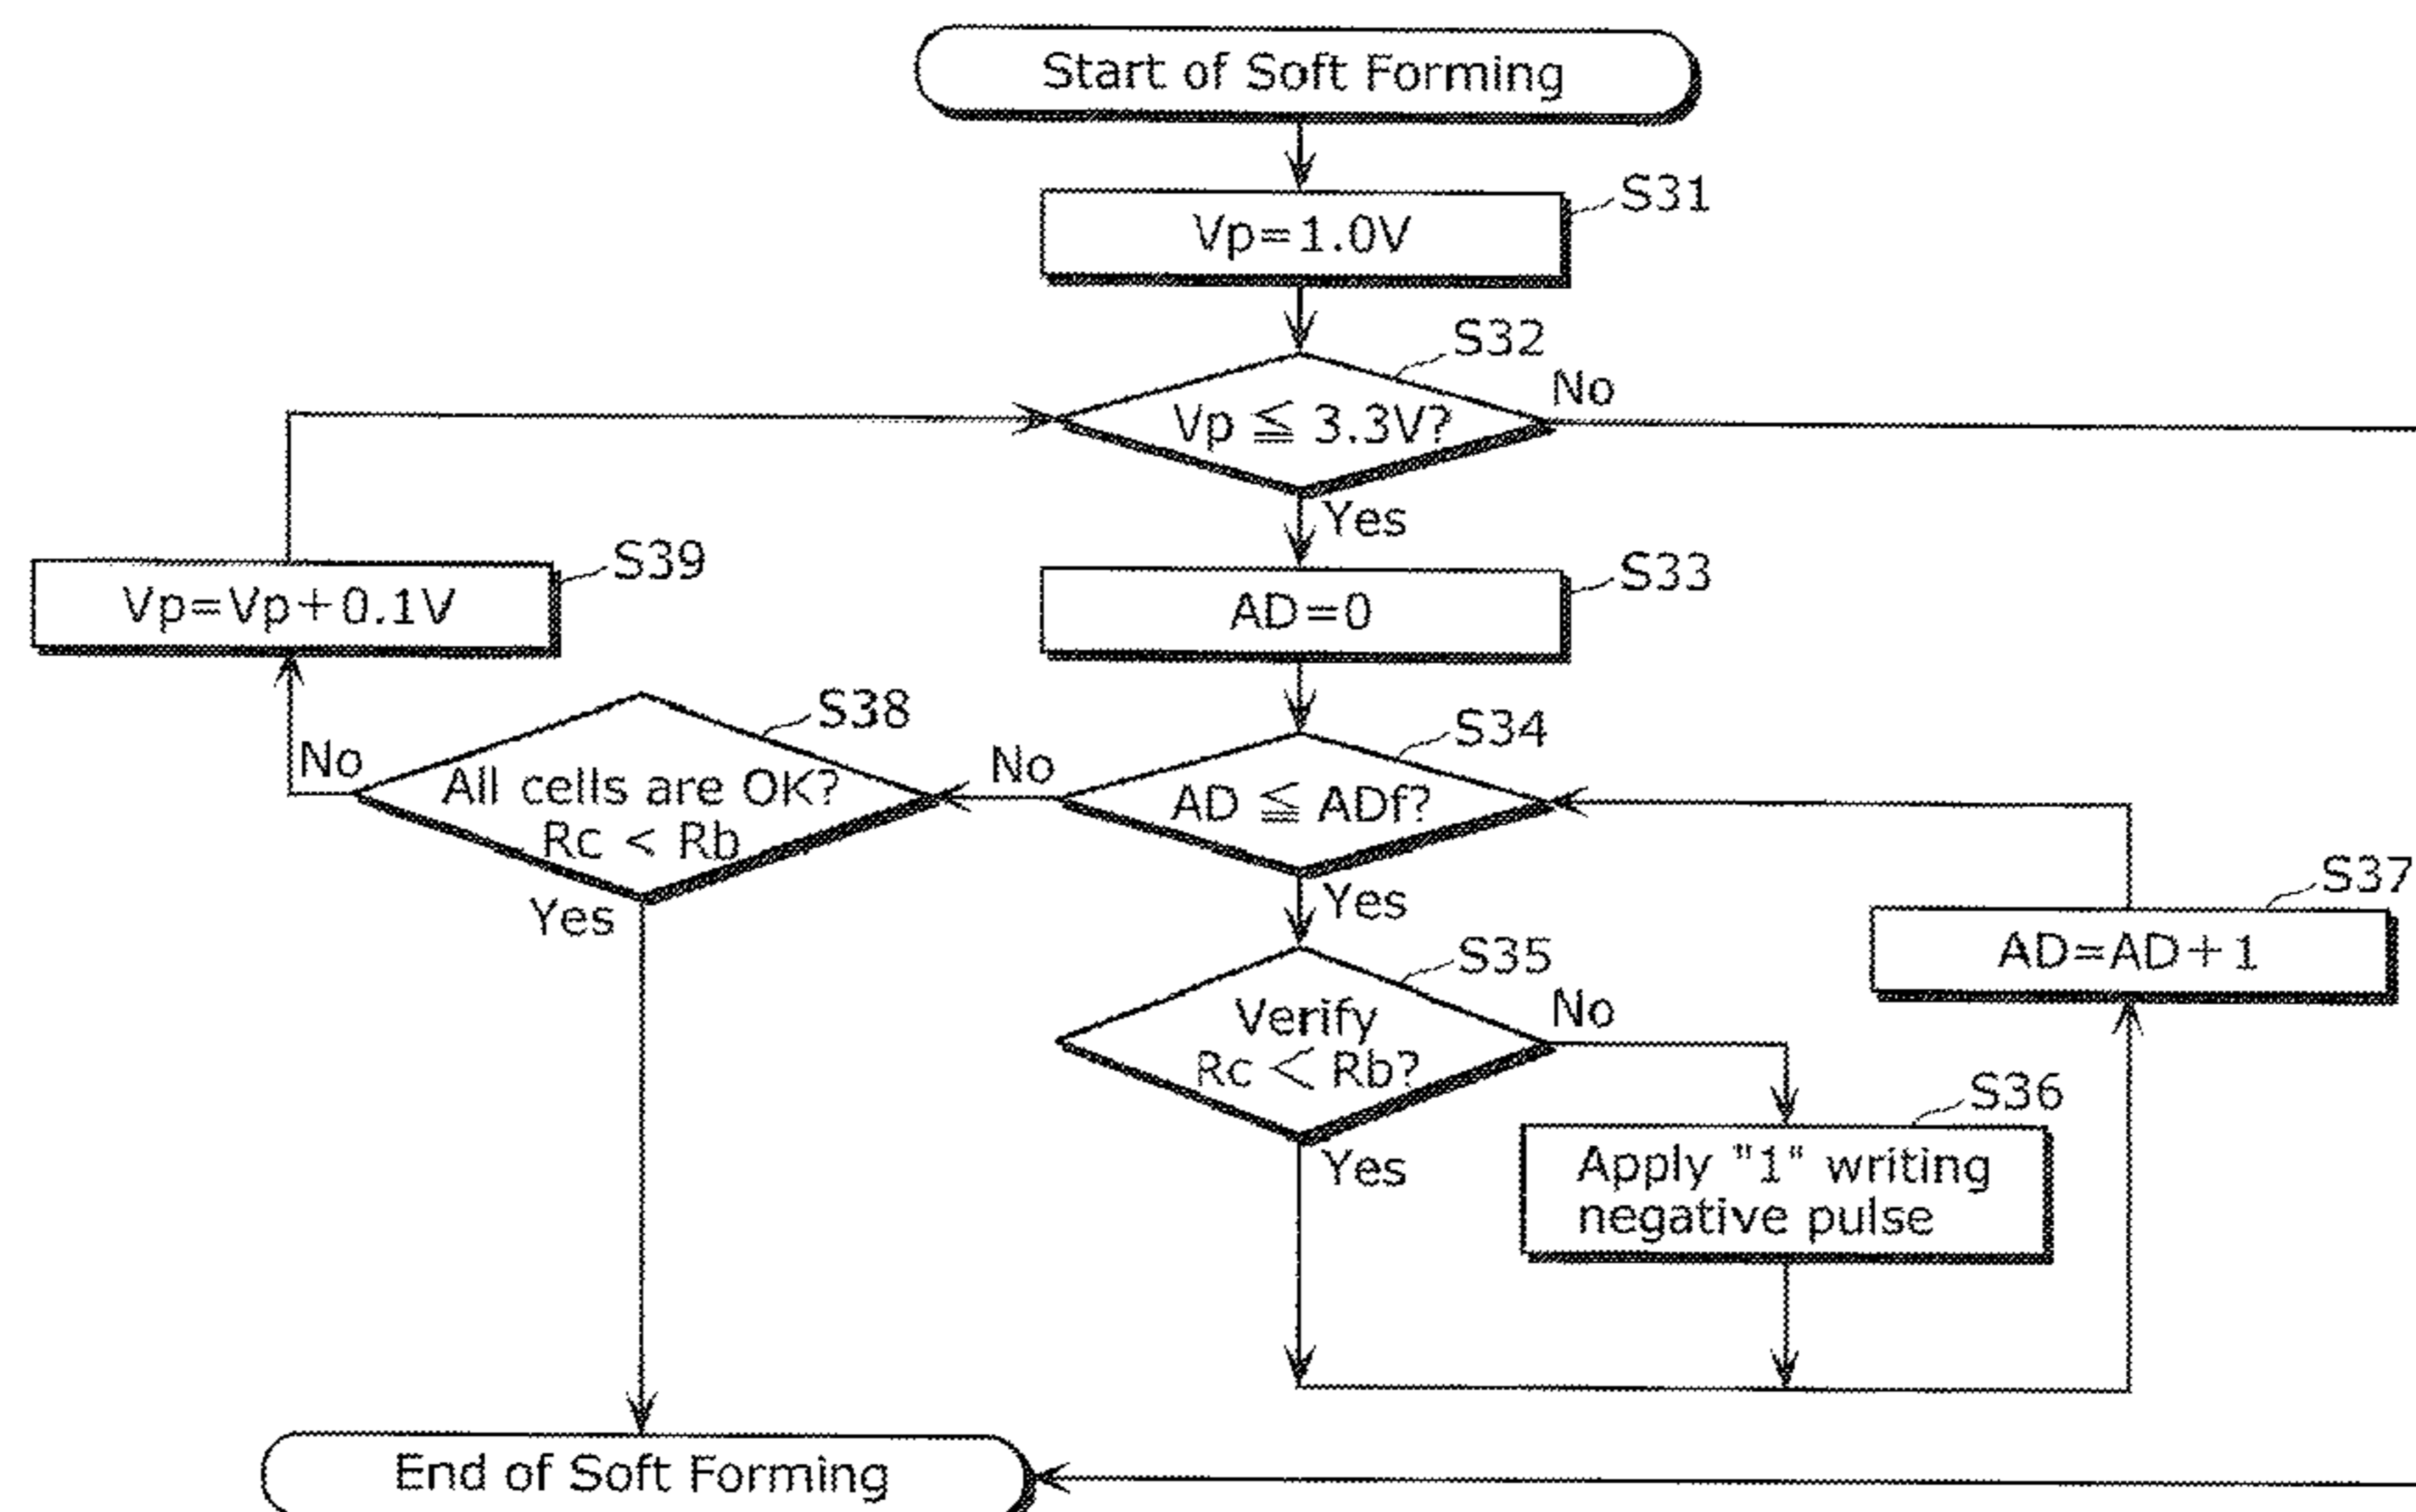 Start of Soft Forming
S31
Vp=1.0V
S32
Vp ≦ 3.3V?
No
Yes
S39
Vp=Vp+0.1V
S33
AD=0
S38
No
All cells are OK?
Rc < Rb
Yes
No
S34
AD ≦ ADf?
Yes
S37
AD=AD+1
S35
Verify
Rc < Rb?
No
Yes
S36
Apply "1" writing
negative pulse
End of Soft Forming